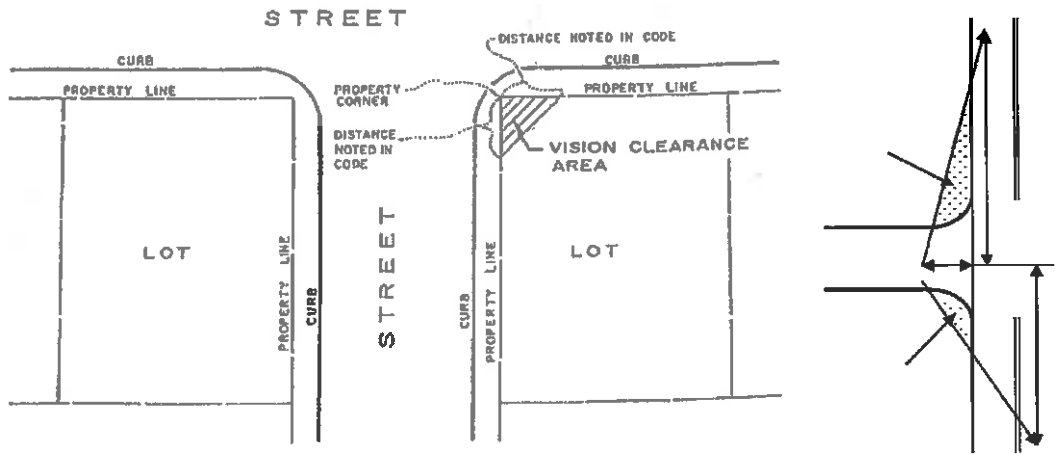 STREET
DISTANCE NOTED IN CODE
CURB
CURB
PROPERTY LINE
PROPERTY
CORNER
PROPERTY LINE
DISTANCE
NOTED IN
CODE
VISION CLEARANCE
AREA
LOT
LOT
STREET
PROPERTY LINE
CURB
CURB
PROPERTY LINE